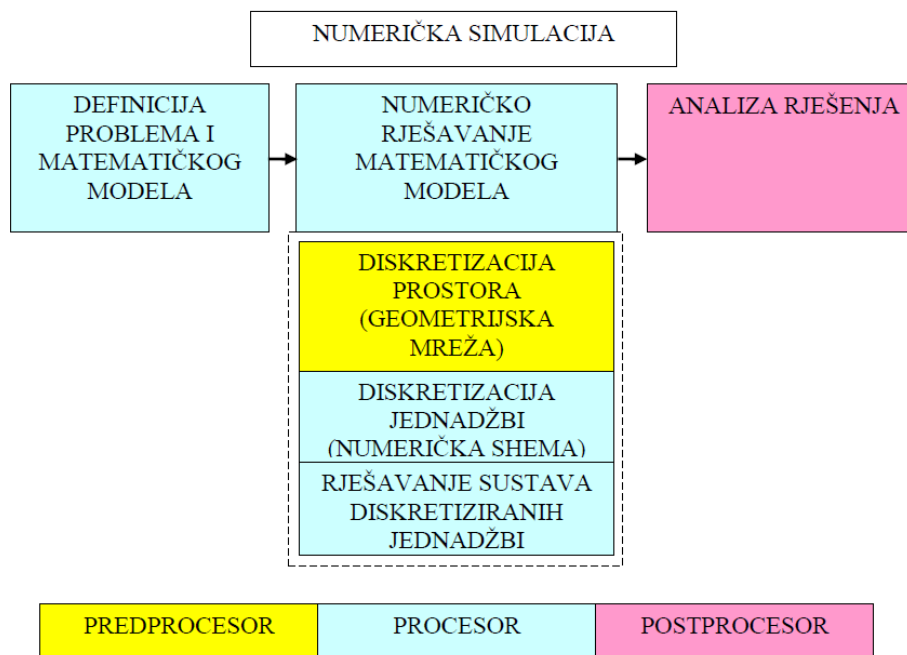 NUMERIČKA SIMULACIJA
DEFINICIJA
PROBLEMA I
MATEMATIČKOG
MODELA
NUMERIČKO
RJEŠAVANJE
MATEMATIČKOG
MODELA
ANALIZA RJEŠENJA
DISKRETIZACIJA
PROSTORA
(GEOMETRIJSKA
MREŽA)
DISKRETIZACIJA
JEDNADŽBI
(NUMERIČKA SHEMA)
RJEŠAVANJE SUSTAVA
DISKRETIZIRANIH
JEDNADŽBI
PREDPROCESOR
PROCESOR
POSTPROCESOR